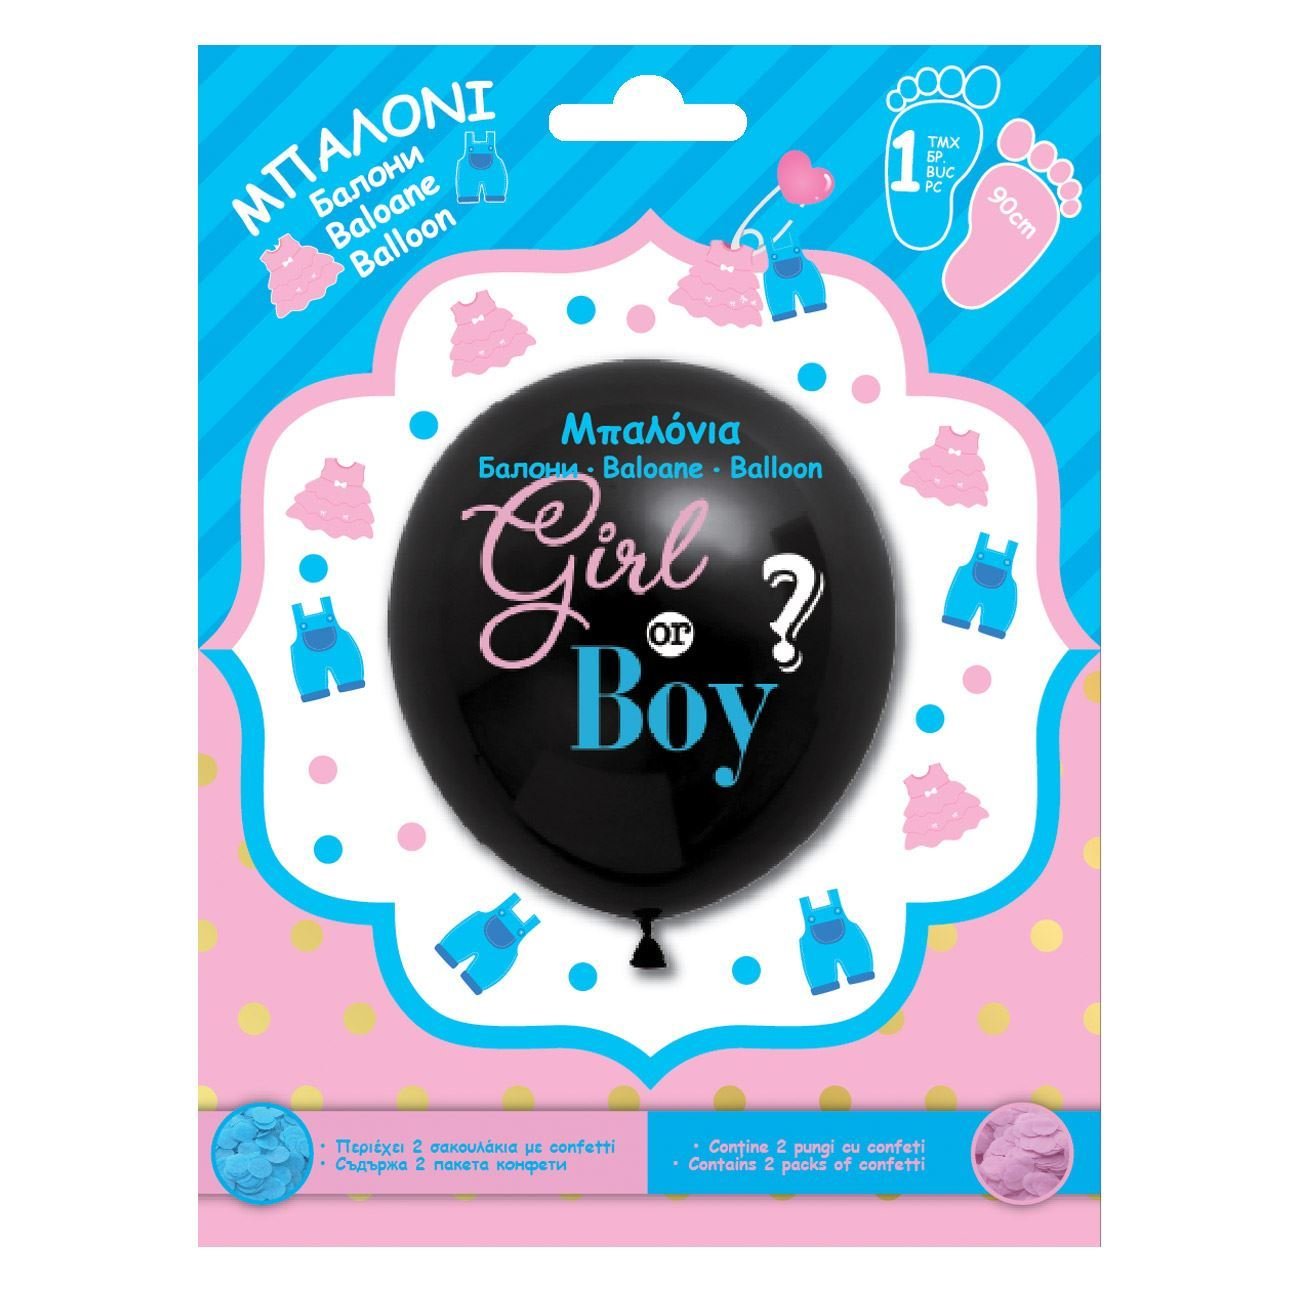 ΜΠΑΛΟΝΙ
Балони
Baloane
Balloon
1 ΤΜΧ
БР.
BUC
PC
90cm
Μπαλόνια
Балони · Baloane · Balloon
Girl
or
Boy ?
• Περιέχει 2 σακουλάκια με confetti
• Съдържа 2 пакета конфети
• Conține 2 pungi cu confeti
• Contains 2 packs of confetti